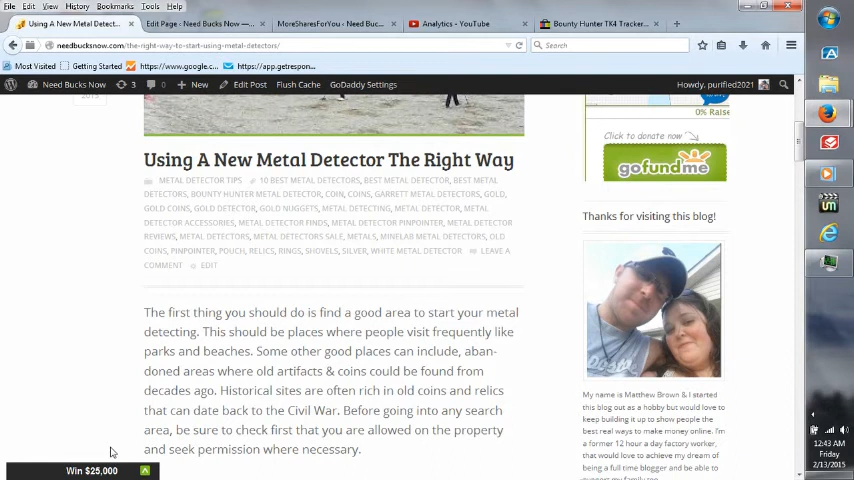 File Edit View History Bookmarks Tools Help
Using A New Metal Detect...
Edit Page ‹ Need Bucks Now —...
MoreSharesForYou ‹ Need Buc...
Analytics - YouTube
Bounty Hunter TK4 Tracker...
needbucksnow.com/the-right-way-to-start-using-metal-detectors/
Search
Most Visited Getting Started https://www.google.c... https://app.getrespon...
Need Bucks Now 3 0 New Edit Post Flush Cache GoDaddy Settings
Howdy, purified2021
2015
0% Raise
Click to donate now
gofundme
Using A New Metal Detector The Right Way
METAL DETECTOR TIPS 10 BEST METAL DETECTORS, BEST METAL DETECTOR, BEST METAL
DETECTORS, BOUNTY HUNTER METAL DETECTOR, COIN, COINS, GARRETT METAL DETECTORS, GOLD,
GOLD COINS, GOLD DETECTOR, GOLD NUGGETS, METAL DETECTING, METAL DETECTOR, METAL
DETECTOR ACCESSORIES, METAL DETECTOR FINDS, METAL DETECTOR PINPOINTER, METAL DETECTOR
REVIEWS, METAL DETECTORS, METAL DETECTORS SALE, METALS, MINELAB METAL DETECTORS, OLD
COINS, PINPOINTER, POUCH, RELICS, RINGS, SHOVELS, SILVER, WHITE METAL DETECTOR LEAVE A
COMMENT EDIT
The first thing you should do is find a good area to start your metal
detecting. This should be places where people visit frequently like
parks and beaches. Some other good places can include, aban-
doned areas where old artifacts & coins could be found from
decades ago. Historical sites are often rich in old coins and relics
that can date back to the Civil War. Before going into any search
area, be sure to check first that you are allowed on the property
and seek permission where necessary.
Thanks for visiting this blog!
My name is Matthew Brown & I started
this blog out as a hobby but would love to
keep building it up to show people the
best real ways to make money online. I'm a
former 12 hour a day factory worker,
that would love to achieve my dream of
being a full time blogger and be able to
support my family too.
Win $25,000
12:43 AM
Friday
2/13/2015